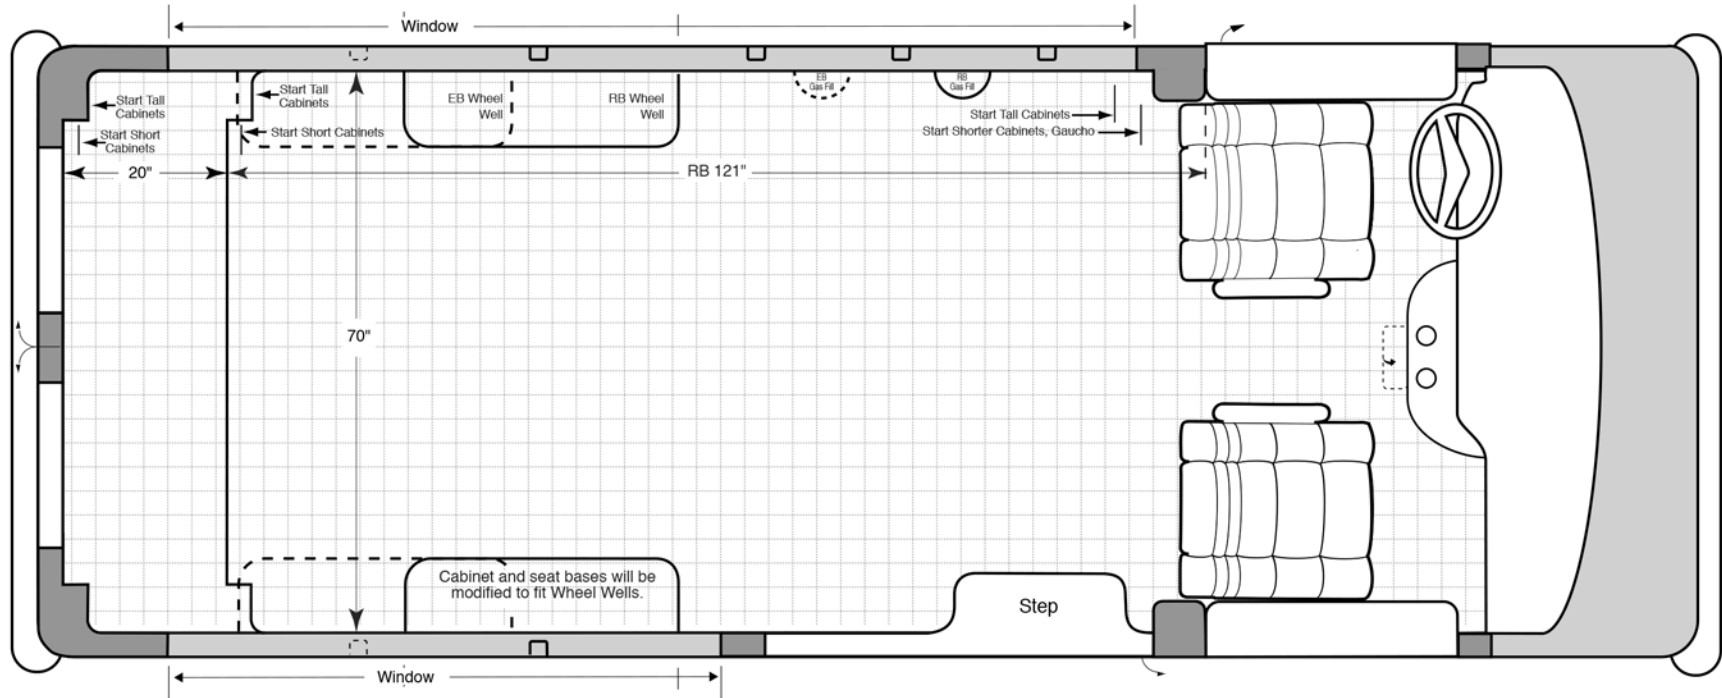 Window
EB
Gas Fill
RB
Gas Fill
Start Tall
Cabinets
Start Tall
Cabinets
EB Wheel
Well
RB Wheel
Well
Start Tall Cabinets
Start Short
Cabinets
Start Short Cabinets
Start Shorter Cabinets, Gaucho
20"
RB 121"
70"
Cabinet and seat bases will be
modified to fit Wheel Wells.
Step
Window